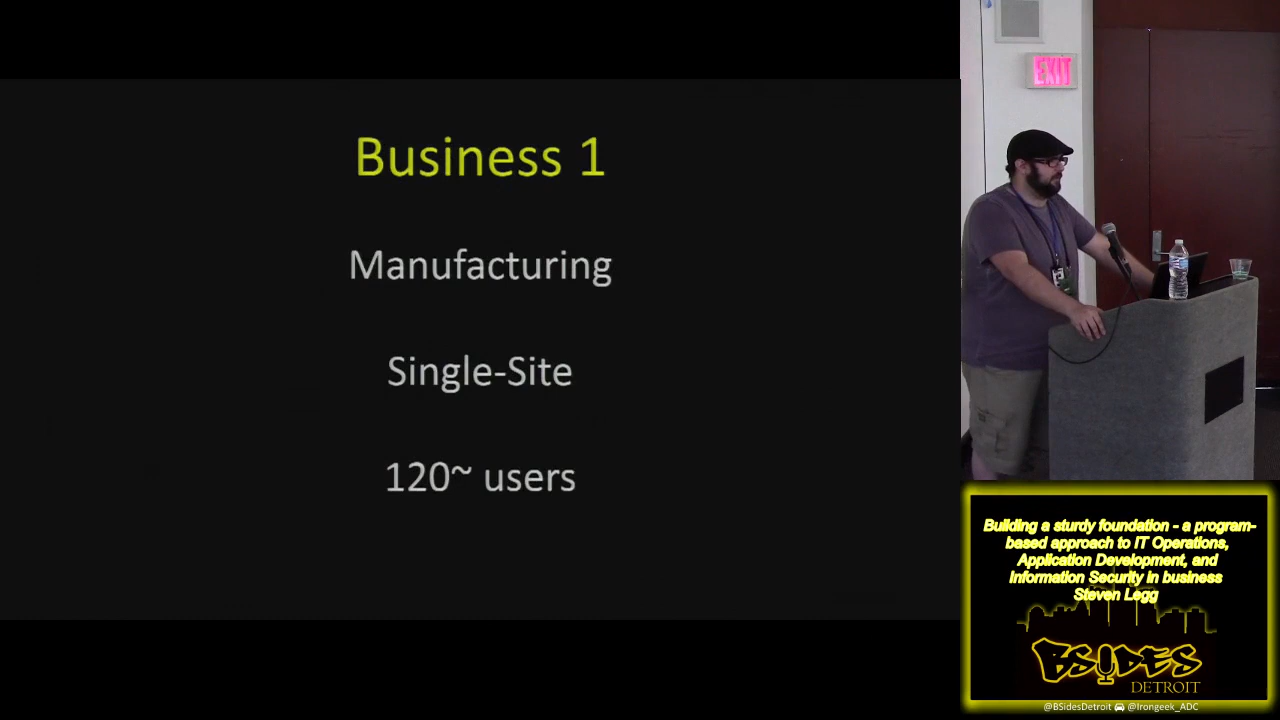 Business 1
Manufacturing
Single-Site
120~ users
EXIT
Building a sturdy foundation - a program-
based approach to IT Operations,
Application Development, and
Information Security in business
Steven Legg
BSIDES
DETROIT
@BSidesDetroit @Irongeek_ADC